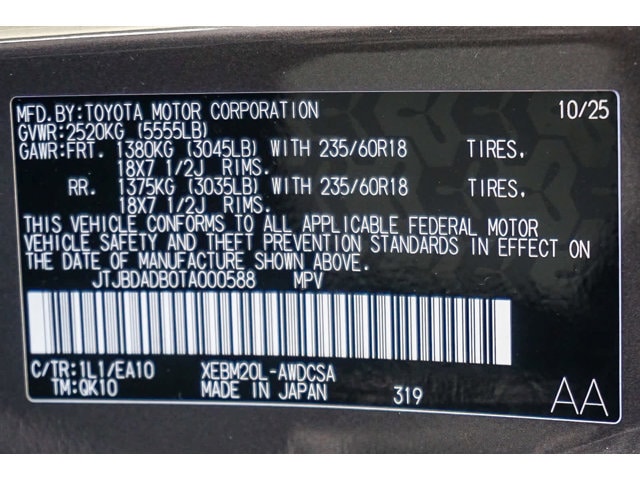 MFD.BY:TOYOTA MOTOR CORPORATION 10/25
GVWR:2520KG (5555LB)
GAWR:FRT. 1380KG (3045LB) WITH 235/60R18 TIRES,
18X7 1/2J RIMS.
RR. 1375KG (3035LB) WITH 235/60R18 TIRES,
18X7 1/2J RIMS.
THIS VEHICLE CONFORMS TO ALL APPLICABLE FEDERAL MOTOR
VEHICLE SAFETY AND THEFT PREVENTION STANDARDS IN EFFECT ON
THE DATE OF MANUFACTURE SHOWN ABOVE.
JTJBDADB0TA000588 MPV
C/TR:1L1/EA10 XEBM20L-AWDCSA
TM:QK10 MADE IN JAPAN 319 AA